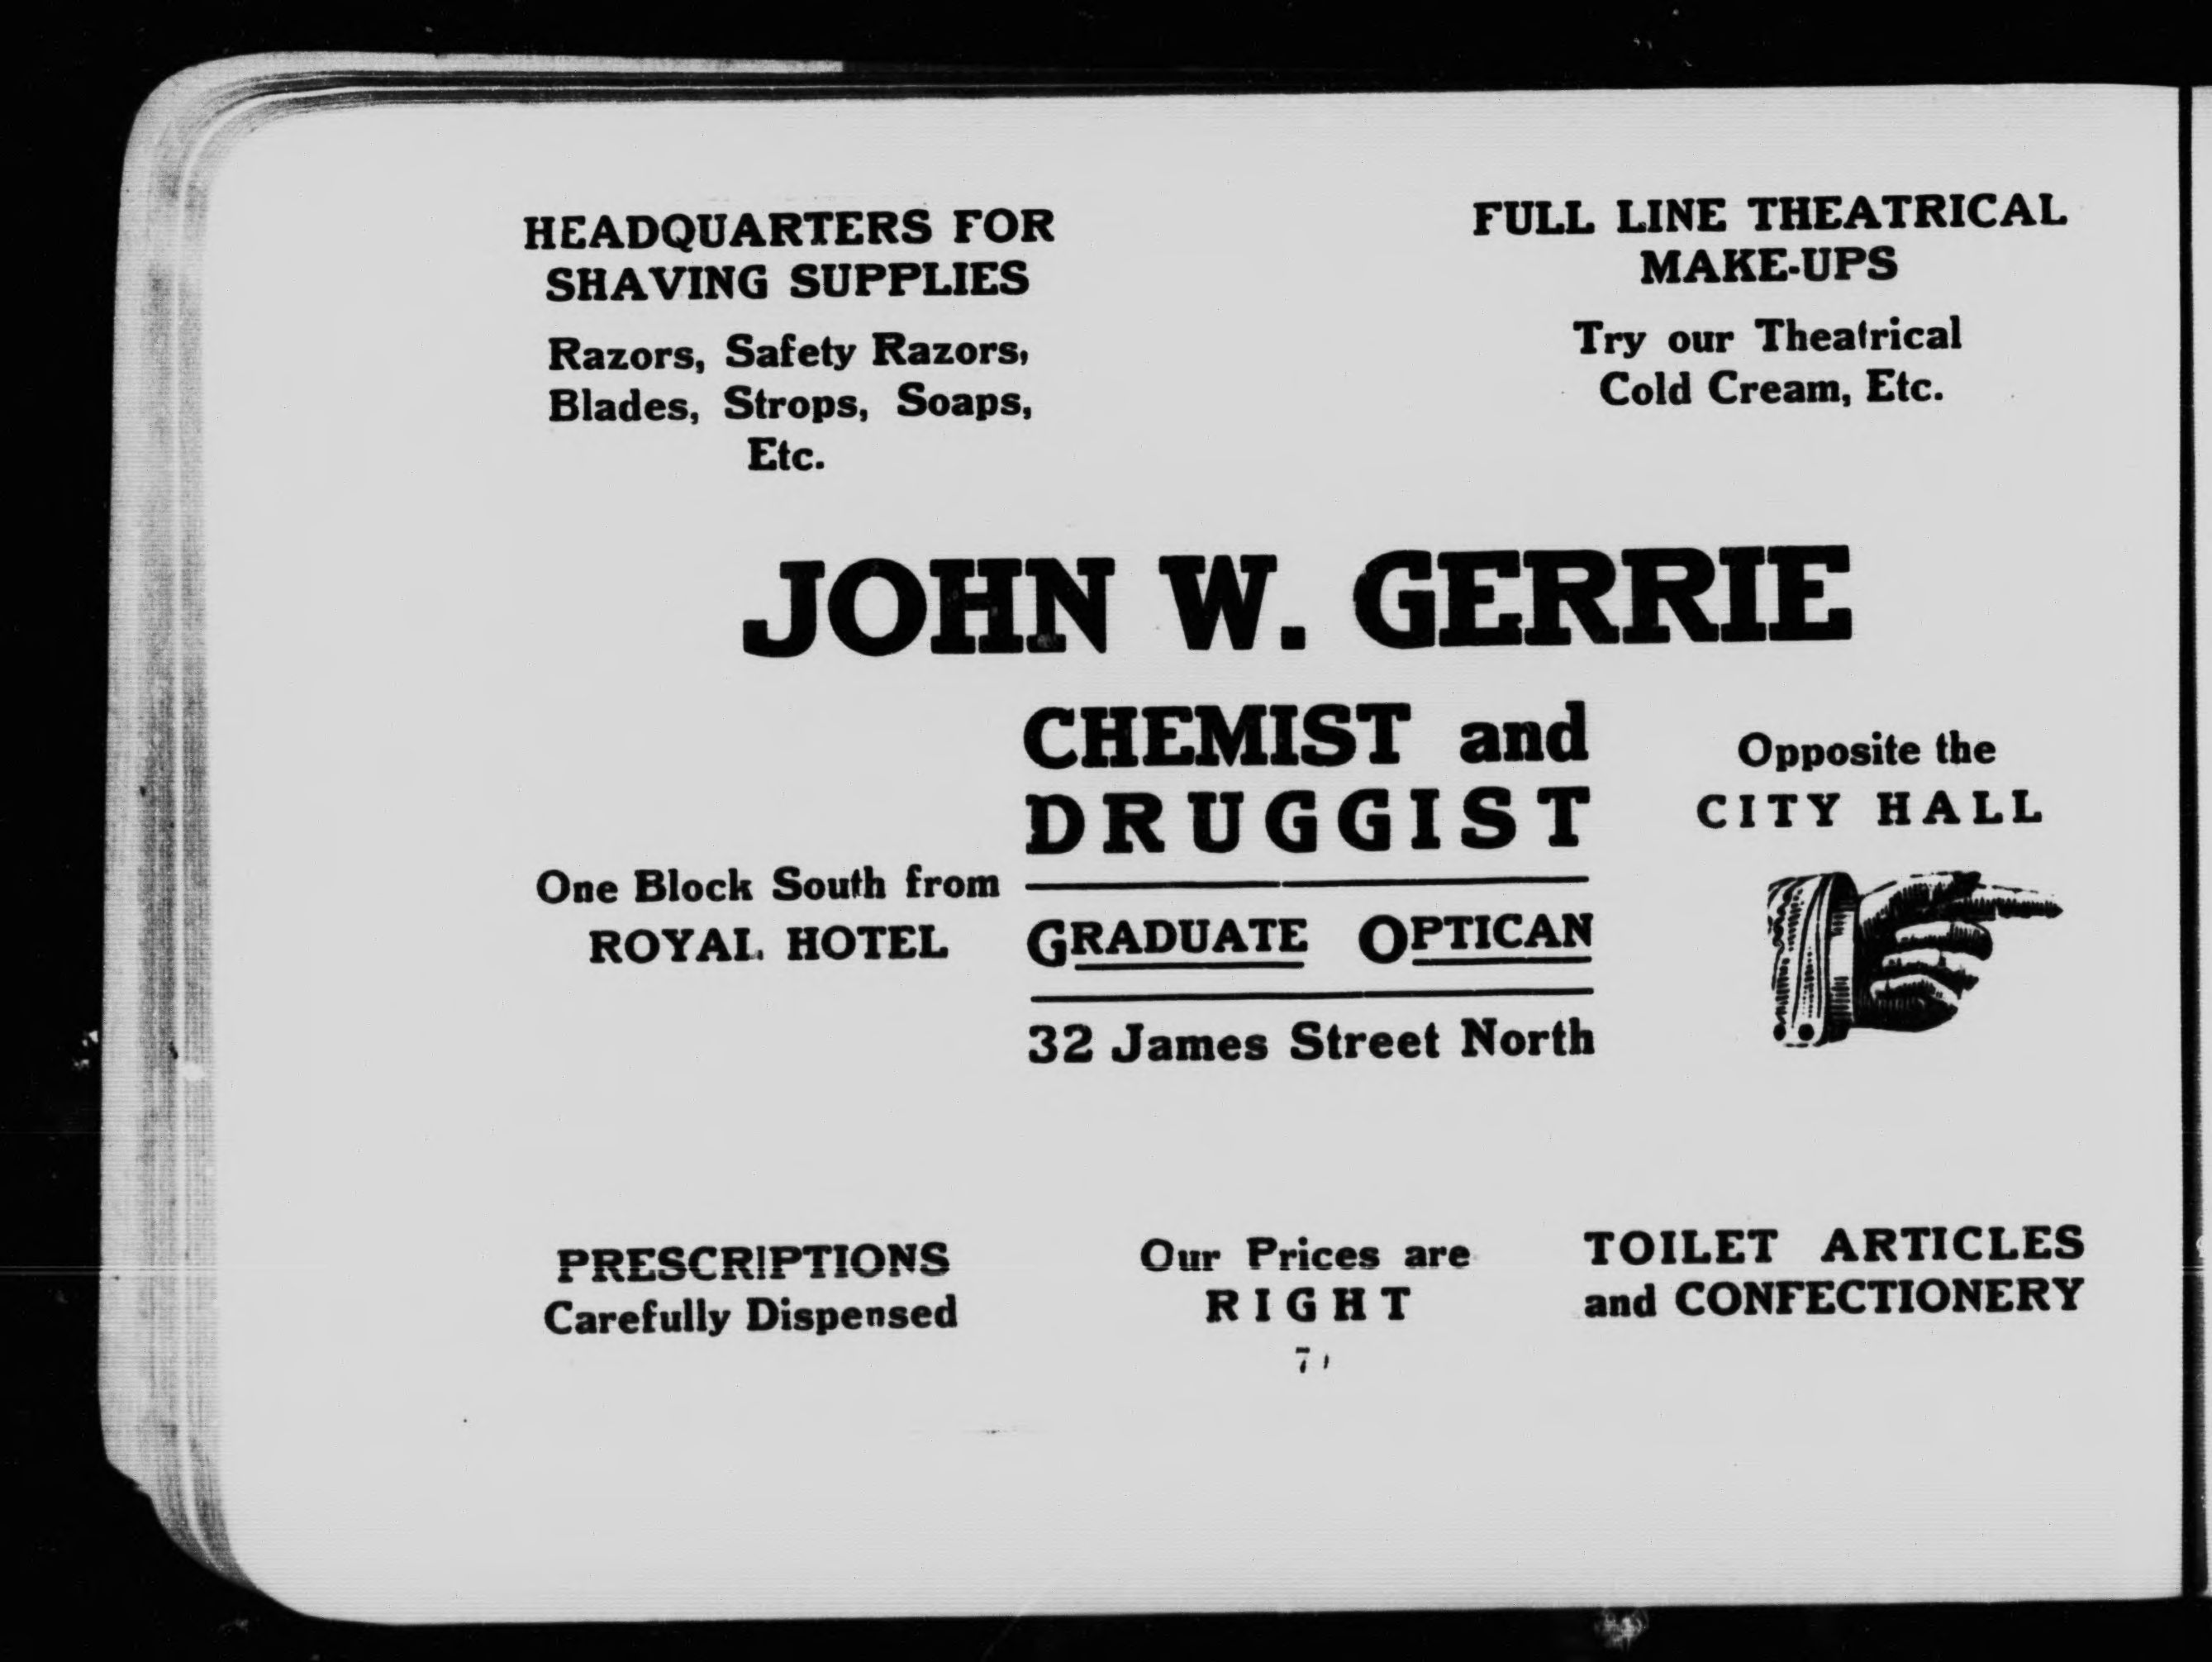 HEADQUARTERS FOR
SHAVING SUPPLIES
Razors, Safety Razors,
Blades, Strops, Soaps,
Etc.
FULL LINE THEATRICAL
MAKE-UPS
Try our Theatrical
Cold Cream, Etc.
JOHN W. GERRIE
CHEMIST and
DRUGGIST
One Block South from
ROYAL HOTEL
GRADUATE OPTICAN
32 James Street North
Opposite the
CITY HALL
PRESCRIPTIONS
Carefully Dispensed
Our Prices are
RIGHT
TOILET ARTICLES
and CONFECTIONERY